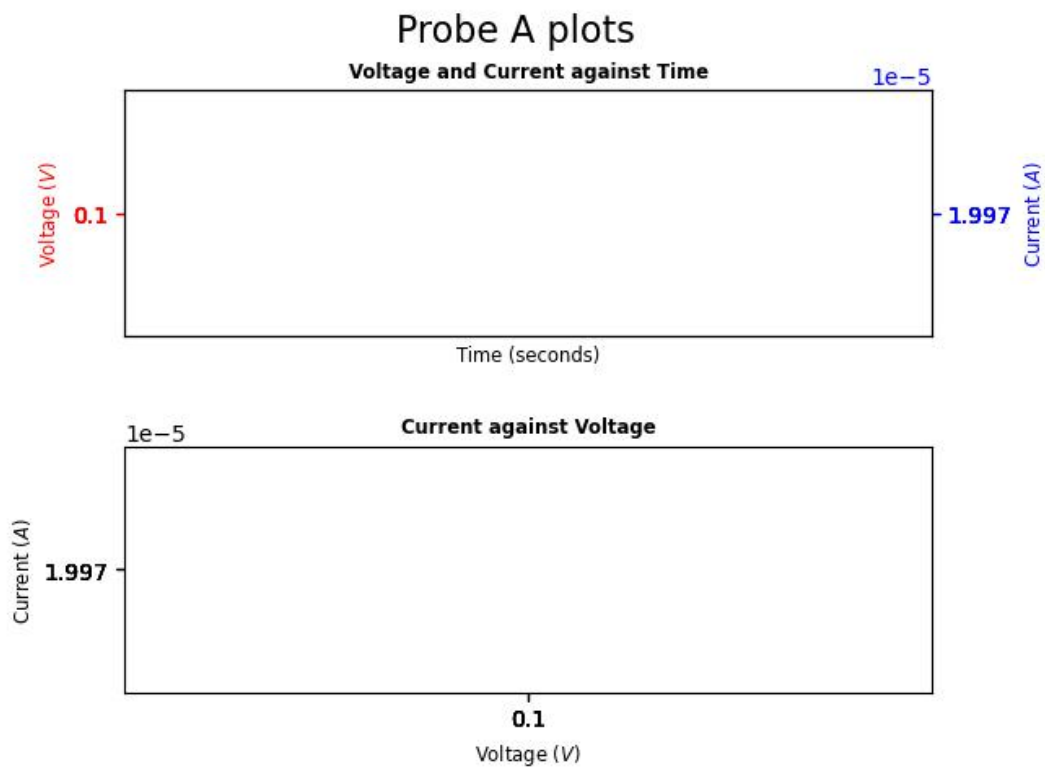 Probe A plots
Voltage and Current against Time
1e−5
Voltage (V)
0.1
1.997
Current (A)
Time (seconds)
Current against Voltage
1e−5
Current (A)
1.997
0.1
Voltage (V)